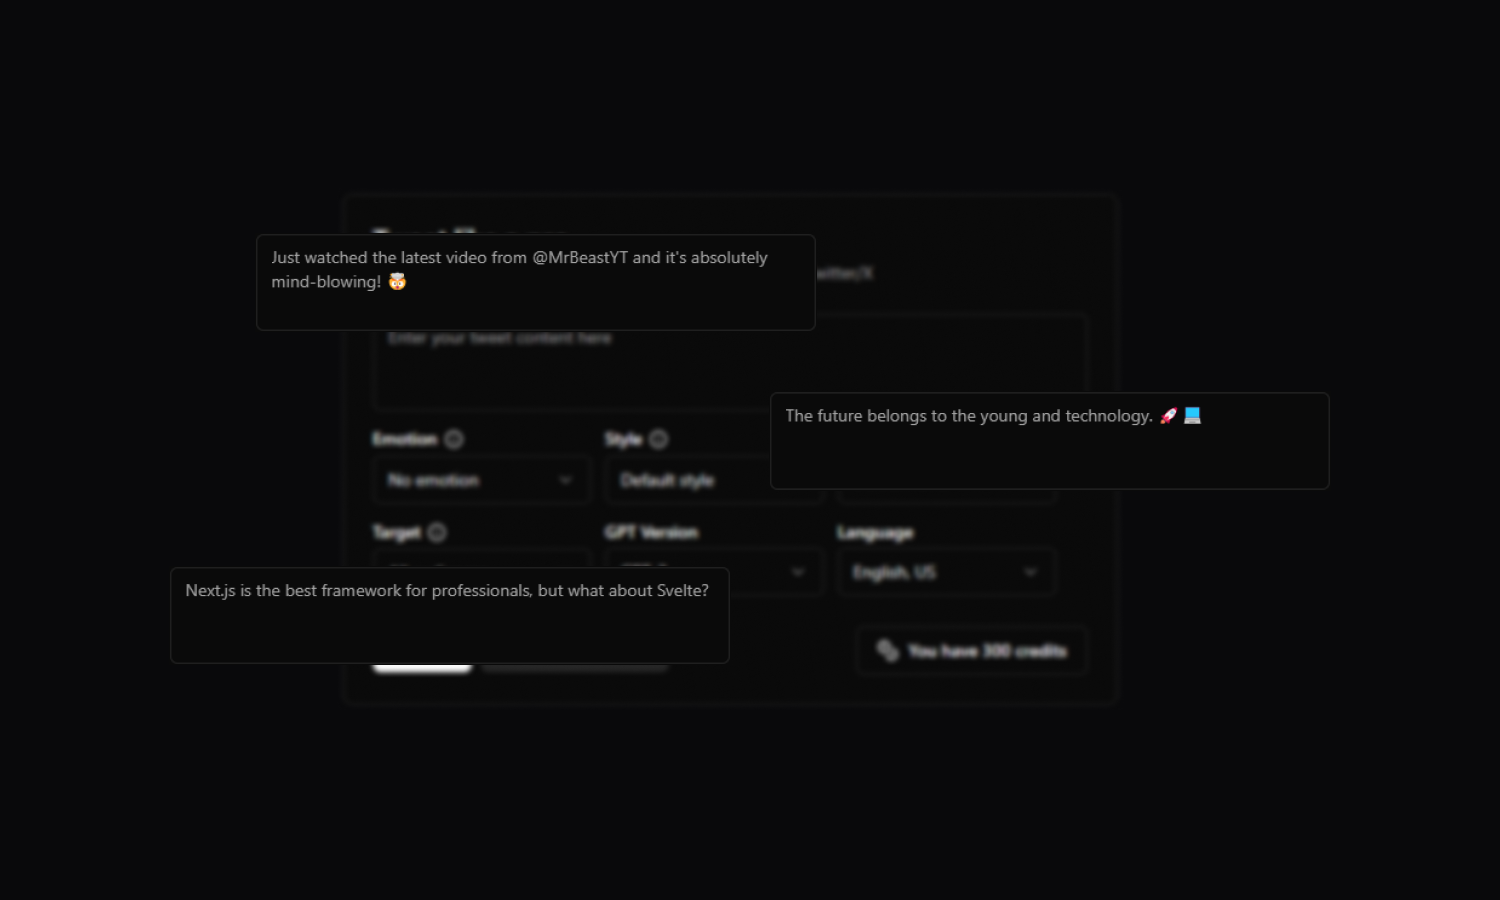 Just watched the latest video from @MrBeastYT and it's absolutely
mind-blowing! 🤯
witter/X
Enter your tweet content here
The future belongs to the young and technology. 🚀 💻
Emotion
Style
No emotion
Default style
Target
GPT Version
Language
English, US
Next.js is the best framework for professionals, but what about Svelte?
You have 300 credits